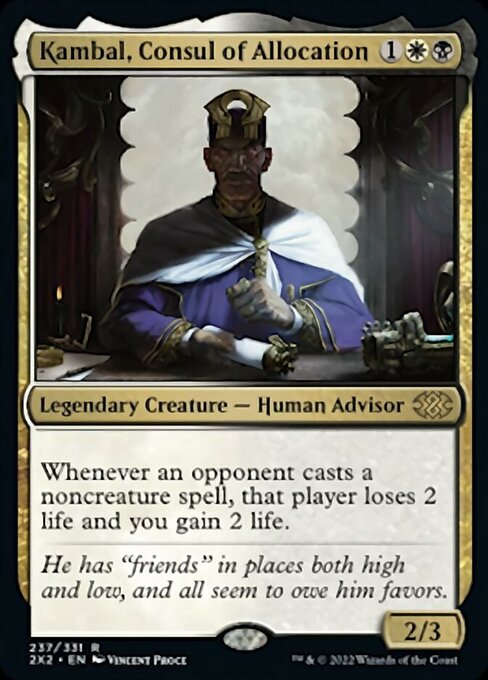 Kambal, Consul of Allocation 1
Legendary Creature — Human Advisor
Whenever an opponent casts a
noncreature spell, that player loses 2
life and you gain 2 life.
He has “friends” in places both high
and low, and all seem to owe him favors.
2/3
237/331 R
2X2 • EN Vincent Proce
™ & © 2022 Wizards of the Coast